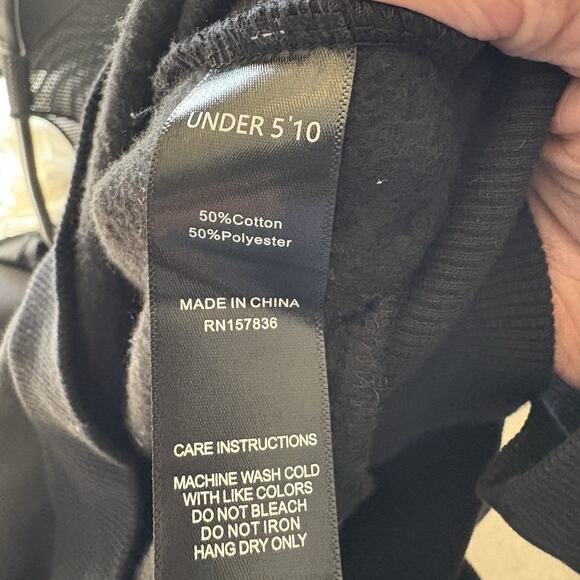 UNDER 5'10
50%Cotton
50%Polyester
MADE IN CHINA
RN157836
CARE INSTRUCTIONS
MACHINE WASH COLD
WITH LIKE COLORS
DO NOT BLEACH
DO NOT IRON
HANG DRY ONLY